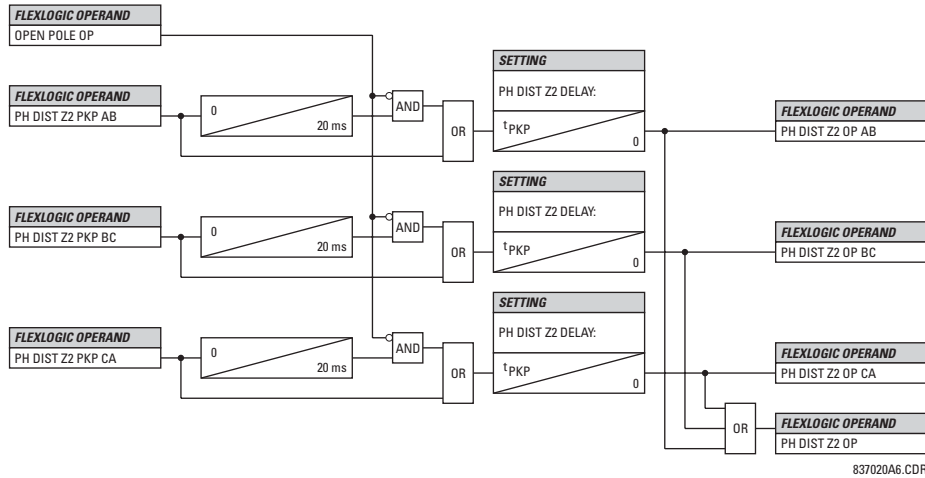 FLEXLOGIC OPERAND
OPEN POLE OP
FLEXLOGIC OPERAND
PH DIST Z2 PKP AB
0
20 ms
AND
OR
SETTING
PH DIST Z2 DELAY:
tPKP
0
FLEXLOGIC OPERAND
PH DIST Z2 OP AB
FLEXLOGIC OPERAND
PH DIST Z2 PKP BC
0
20 ms
AND
OR
SETTING
PH DIST Z2 DELAY:
tPKP
0
FLEXLOGIC OPERAND
PH DIST Z2 OP BC
FLEXLOGIC OPERAND
PH DIST Z2 PKP CA
0
20 ms
AND
OR
SETTING
PH DIST Z2 DELAY:
tPKP
0
FLEXLOGIC OPERAND
PH DIST Z2 OP CA
OR
FLEXLOGIC OPERAND
PH DIST Z2 OP
837020A6.CDR